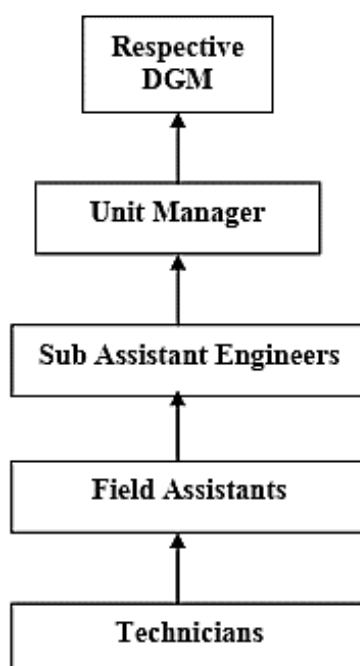 Respective
DGM
Unit Manager
Sub Assistant Engineers
Field Assistants
Technicians